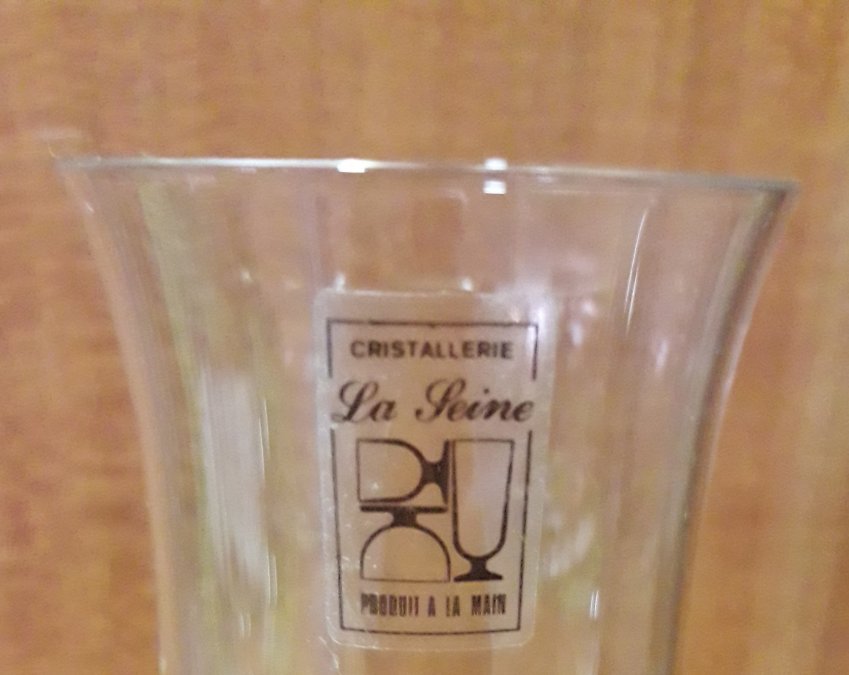 CRISTALLERIE
La Seine
PRODUIT A LA MAIN